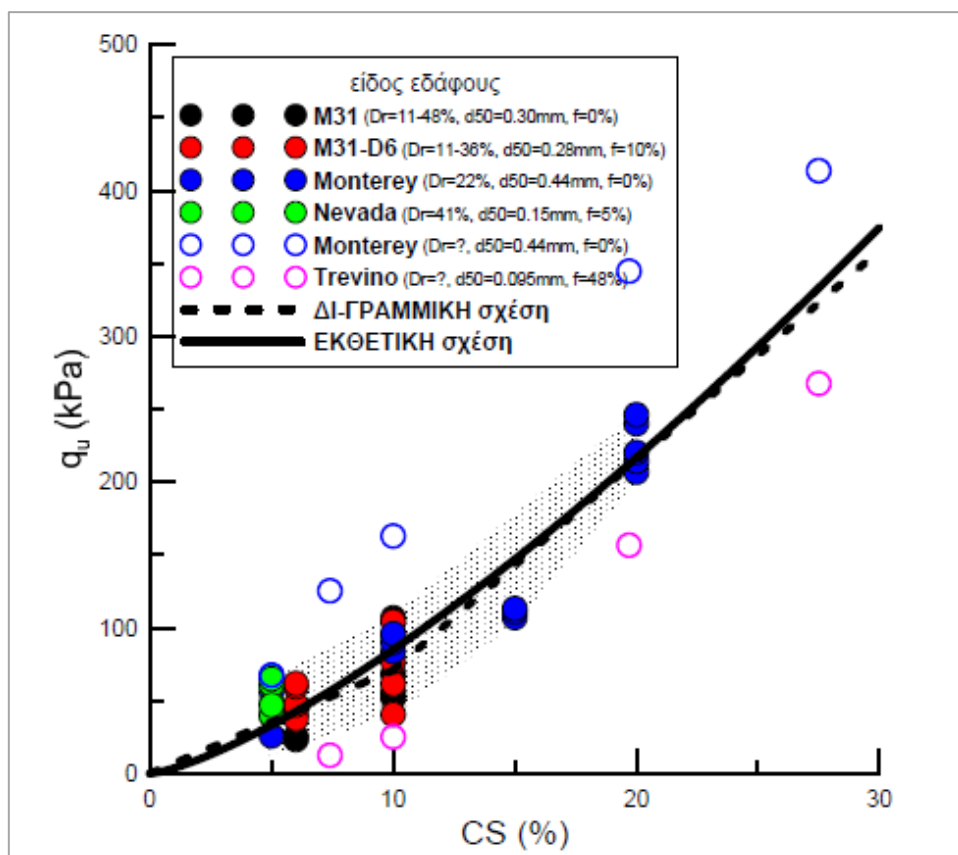 500
400
300
200
100
0
qu (kPa)
είδος εδάφους
M31 (Dr=11-48%, d50=0.30mm, f=0%)
M31-D6 (Dr=11-36%, d50=0.28mm, f=10%)
Monterey (Dr=22%, d50=0.44mm, f=0%)
Nevada (Dr=41%, d50=0.15mm, f=5%)
Monterey (Dr=?, d50=0.44mm, f=0%)
Trevino (Dr=?, d50=0.095mm, f=48%)
ΔΙ-ΓΡΑΜΜΙΚΗ σχέση
ΕΚΘΕΤΙΚΗ σχέση
0 10 20 30
CS (%)